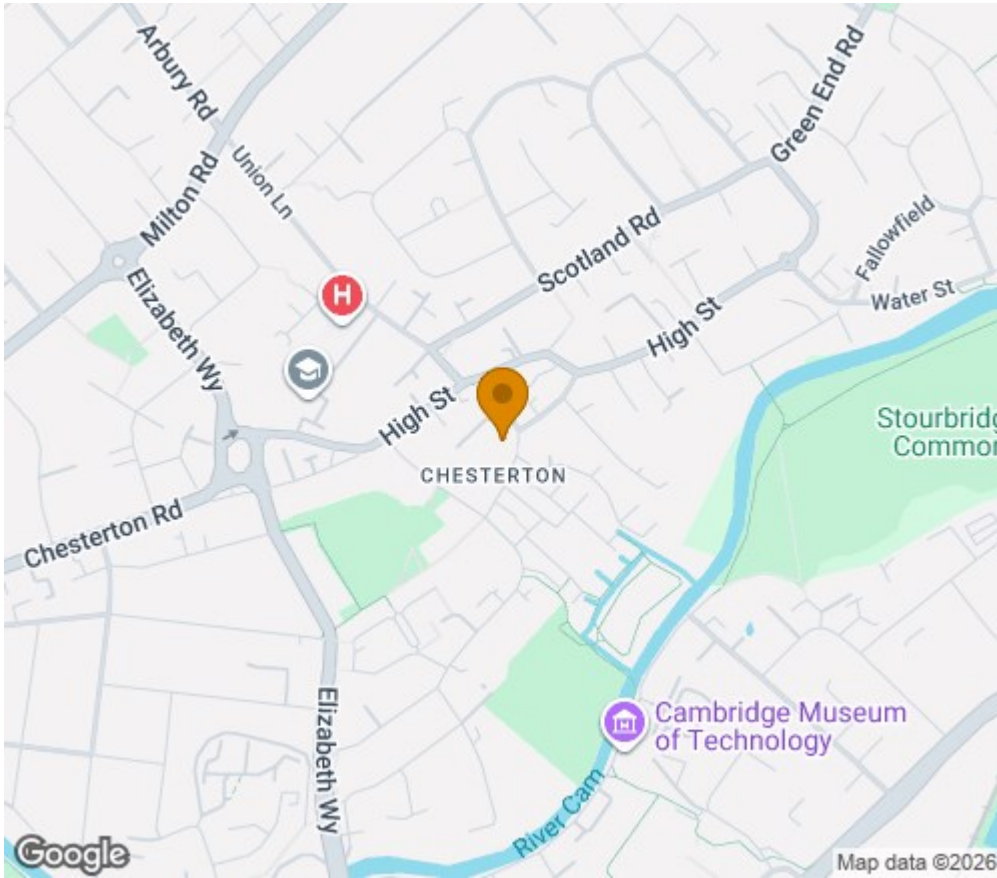 Arbury Rd
Green End Rd
Union Ln
Milton Rd
Fallowfield
Scotland Rd
Elizabeth Wy
H
Water St
High St
High St
Stourbridg
Common
CHESTERTON
Chesterton Rd
Elizabeth Wy
Cambridge Museum
of Technology
River Cam
Google
Map data ©2026